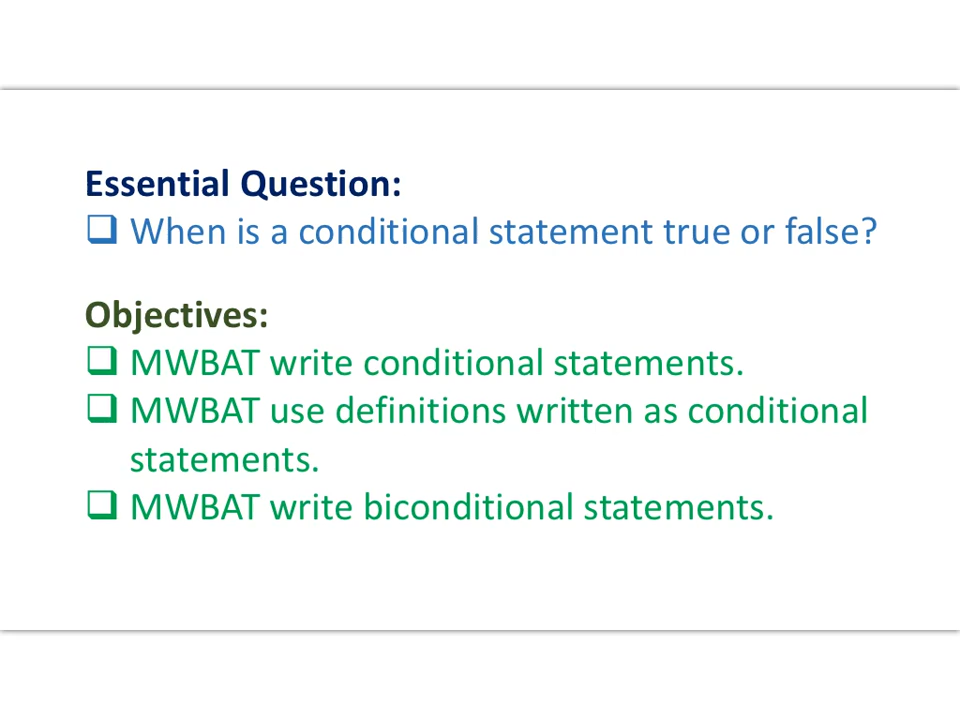 Essential Question:
❑ When is a conditional statement true or false?
Objectives:
❑ MWBAT write conditional statements.
❑ MWBAT use definitions written as conditional
statements.
❑ MWBAT write biconditional statements.